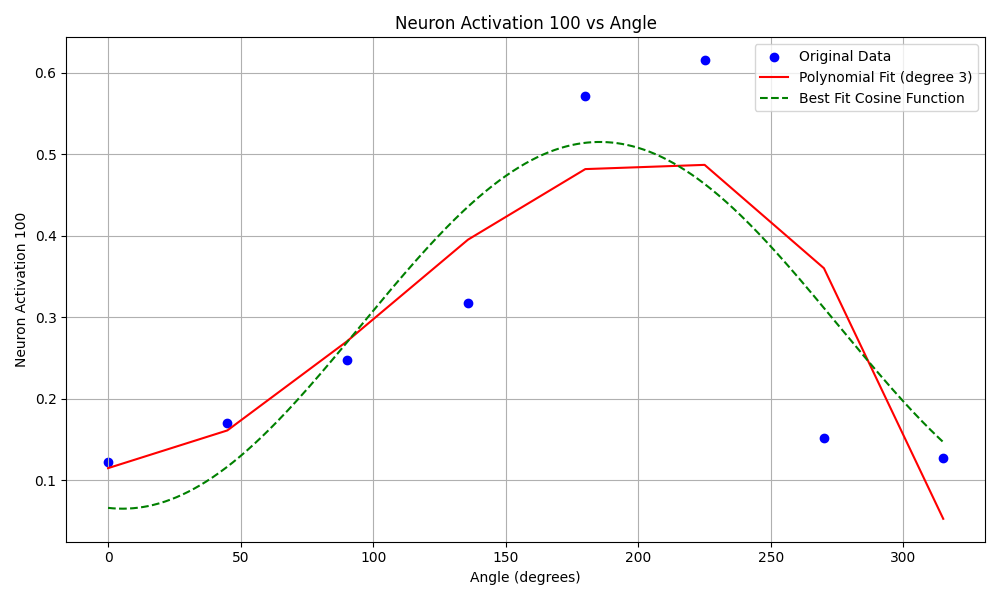 Neuron Activation 100 vs Angle
Original Data
Polynomial Fit (degree 3)
Best Fit Cosine Function
Neuron Activation 100
0.6
0.5
0.4
0.3
0.2
0.1
0 50 100 150 200 250 300
Angle (degrees)